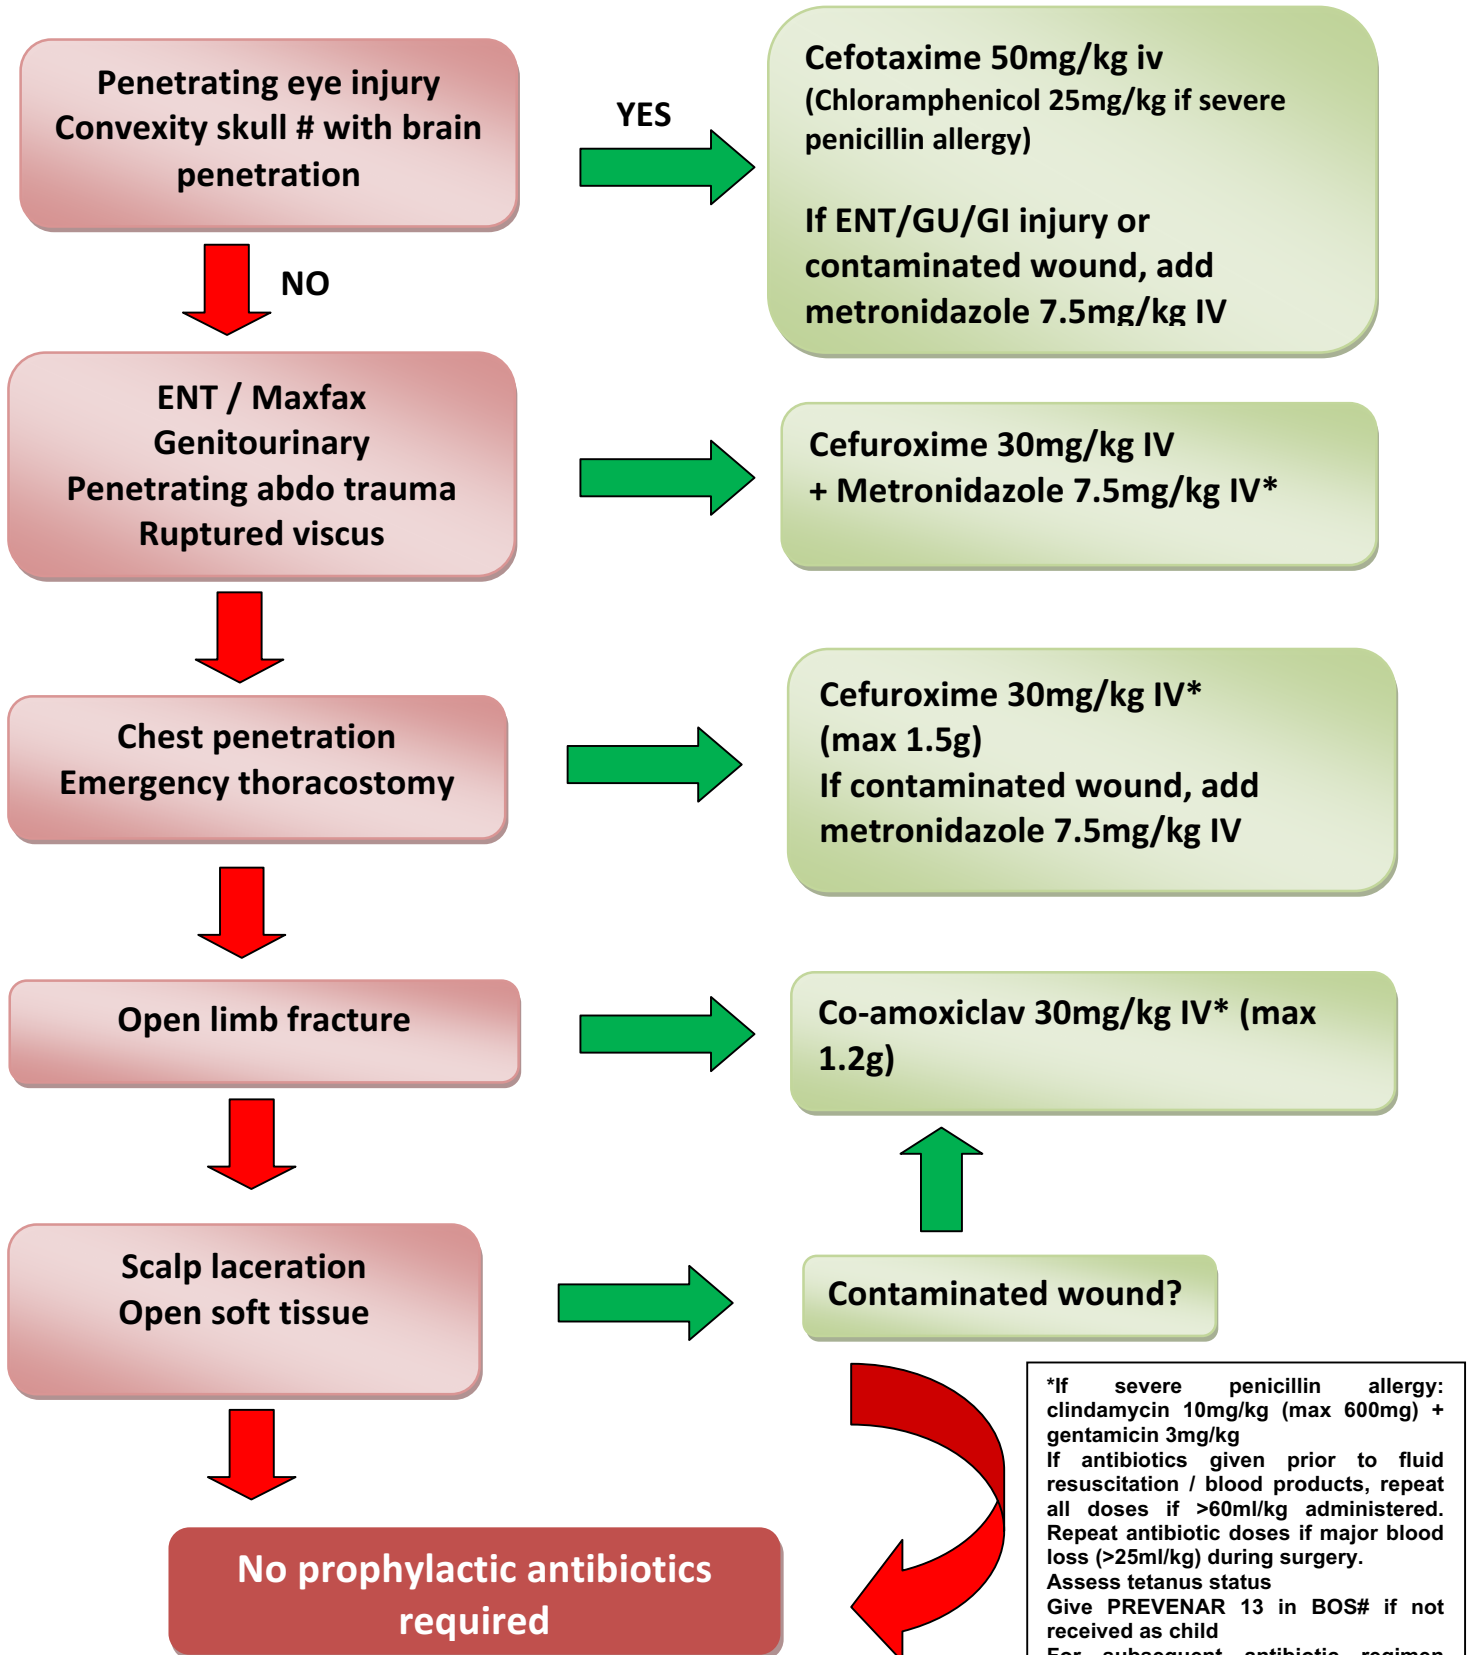 Penetrating eye injury
Convexity skull # with brain
penetration
YES
Cefotaxime 50mg/kg iv
(Chloramphenicol 25mg/kg if severe
penicillin allergy)
If ENT/GU/GI injury or
contaminated wound, add
metronidazole 7.5mg/kg IV
NO
ENT / Maxfax
Genitourinary
Penetrating abdo trauma
Ruptured viscus
Cefuroxime 30mg/kg IV
+ Metronidazole 7.5mg/kg IV*
Chest penetration
Emergency thoracostomy
Cefuroxime 30mg/kg IV*
(max 1.5g)
If contaminated wound, add
metronidazole 7.5mg/kg IV
Open limb fracture
Co-amoxiclav 30mg/kg IV* (max
1.2g)
Scalp laceration
Open soft tissue
Contaminated wound?
No prophylactic antibiotics
required
*If severe penicillin allergy:
clindamycin 10mg/kg (max 600mg) +
gentamicin 3mg/kg
If antibiotics given prior to fluid
resuscitation / blood products, repeat
all doses if >60ml/kg administered.
Repeat antibiotic doses if major blood
loss (>25ml/kg) during surgery.
Assess tetanus status
Give PREVENAR 13 in BOS# if not
received as child
For subsequent antibiotic regimen